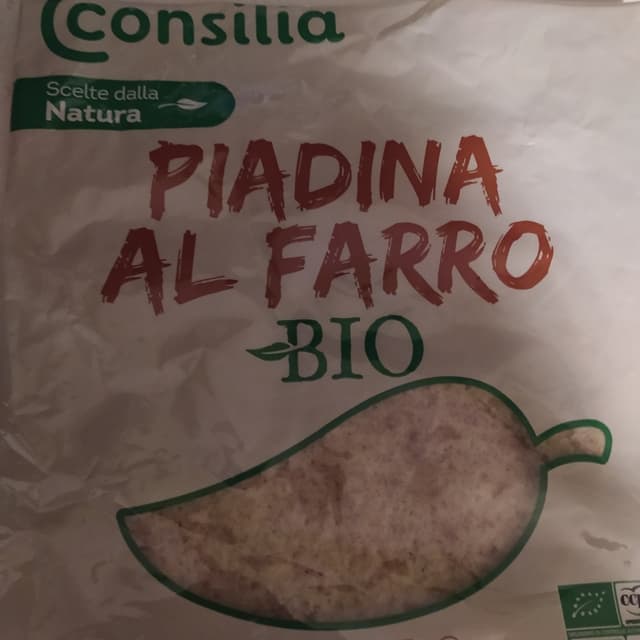 consilia
Scelte dalla
Natura
PIADINA
AL FARRO
BIO